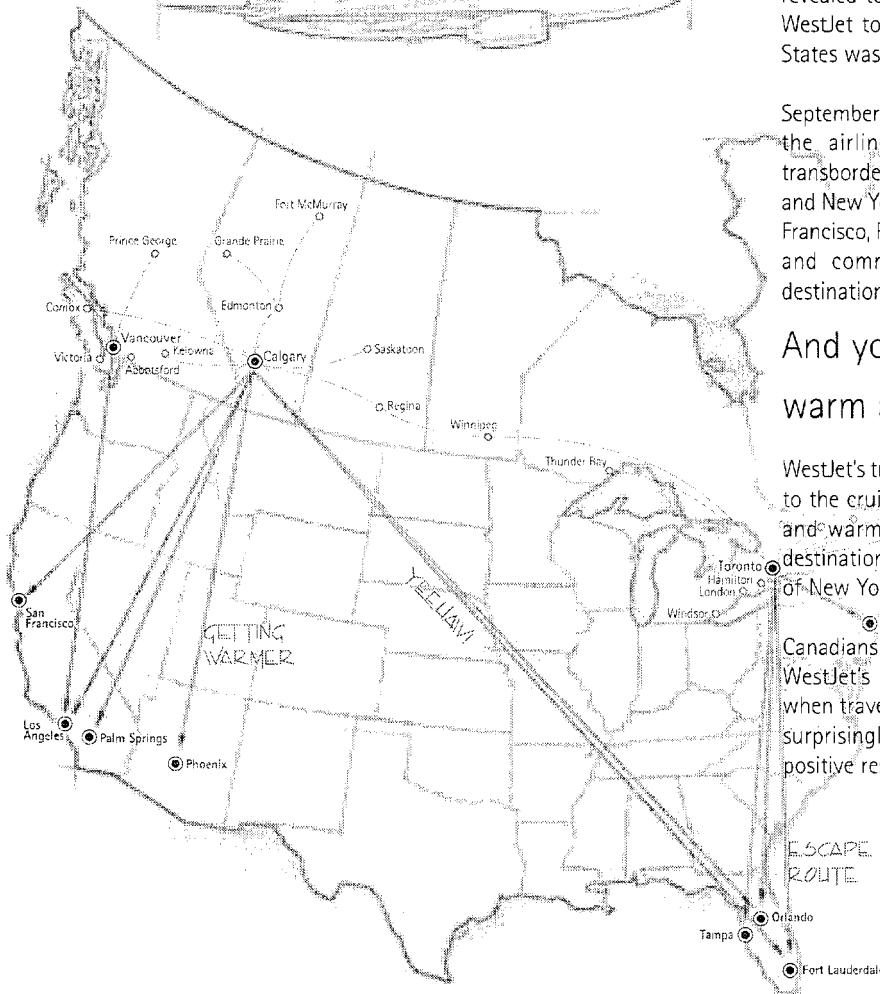 WestJet to
States was
September
the airlin
transborde
and New Y
Francisco,
and comm
destination
And yo
warm
WestJet's tr
to the crui
and warm
destination
of New Yo
Canadians
WestJet's
when trave
surprisingl
positive re
Fort McMurray
Prince George
Grande Prairie
Comox
Edmonton
Vancouver
Victoria
Kelowna
Abbotsford
Calgary
Saskatoon
Regina
Winnipeg
Thunder Bay
Toronto
Hamilton
London
Windsor
San
Francisco
GETTING
WARMER
Los
Angeles
Palm Springs
Phoenix
ESCAPE
ROUTE
Orlando
Tampa
Fort Lauderdale